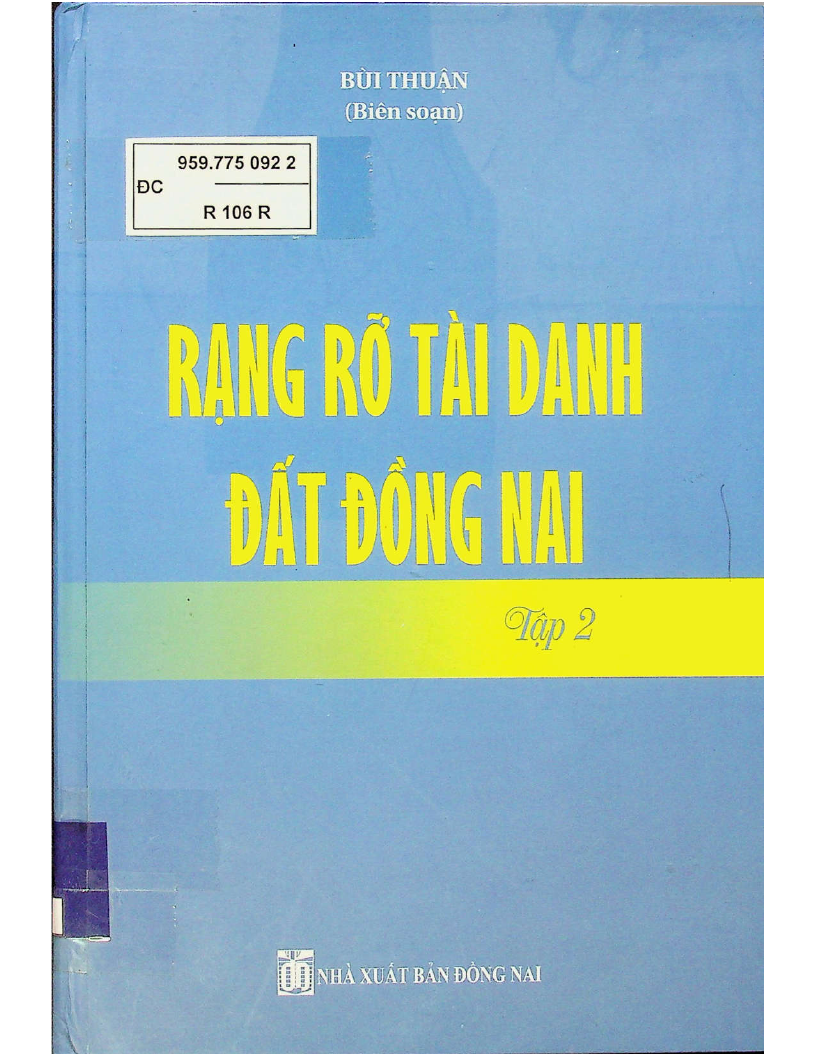 BÙI THUẬN
(Biên soạn)
959.775 092 2
ĐC
R 106 R
RẠNG RỠ TÀI DANH
ĐẤT ĐỒNG NAI
Tập 2
NHÀ XUẤT BẢN ĐỒNG NAI